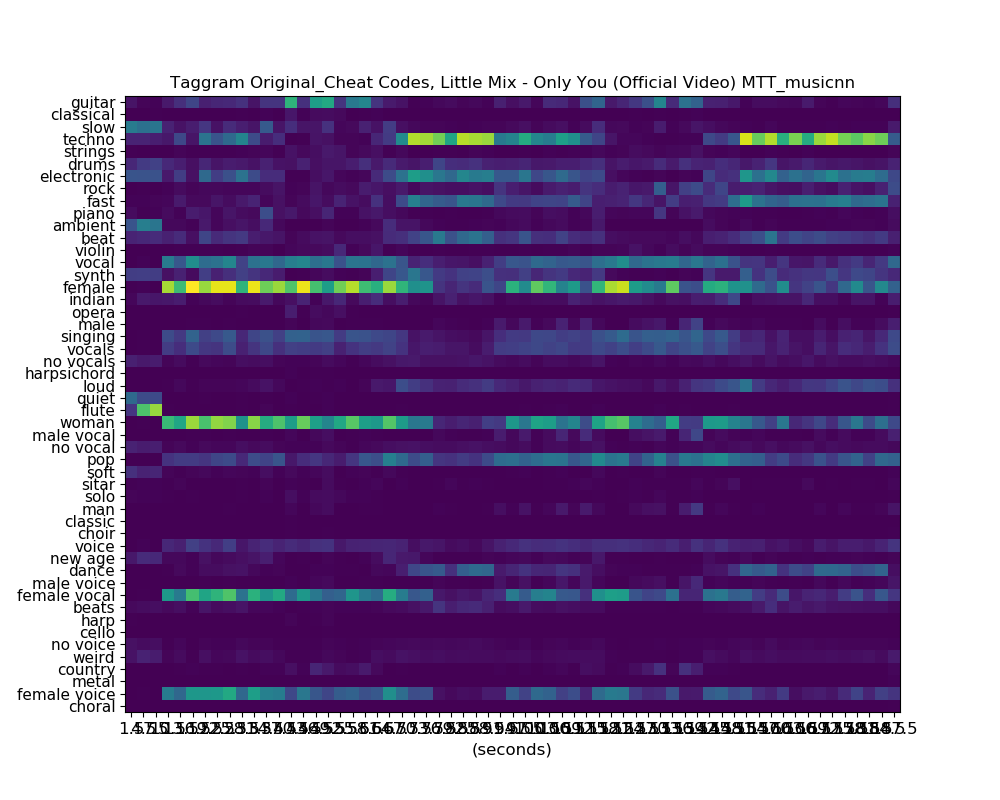 Taggram Original_Cheat Codes, Little Mix - Only You (Official Video) MTT_musicnn
guitar
classical
slow
techno
strings
drums
electronic
rock
fast
piano
ambient
beat
violin
vocal
synth
female
indian
opera
male
singing
vocals
no vocals
harpsichord
loud
quiet
flute
woman
male vocal
no vocal
pop
soft
sitar
solo
man
classic
choir
voice
new age
dance
male voice
female vocal
beats
harp
cello
no voice
weird
country
metal
female voice
choral
(seconds)